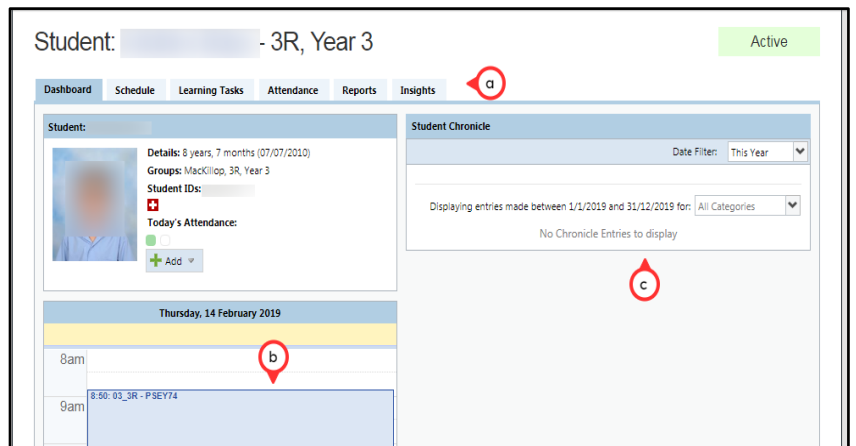 Student: - 3R, Year 3
Active
Dashboard Schedule Learning Tasks Attendance Reports Insights
a
Student:
Details: 8 years, 7 months (07/07/2010)
Groups: MacKillop, 3R, Year 3
Student IDs:
Today's Attendance:
Add
Student Chronicle
Date Filter: This Year
Displaying entries made between 1/1/2019 and 31/12/2019 for: All Categories
No Chronicle Entries to display
c
Thursday, 14 February 2019
b
8am
8:50: 03_3R - PSEY74
9am